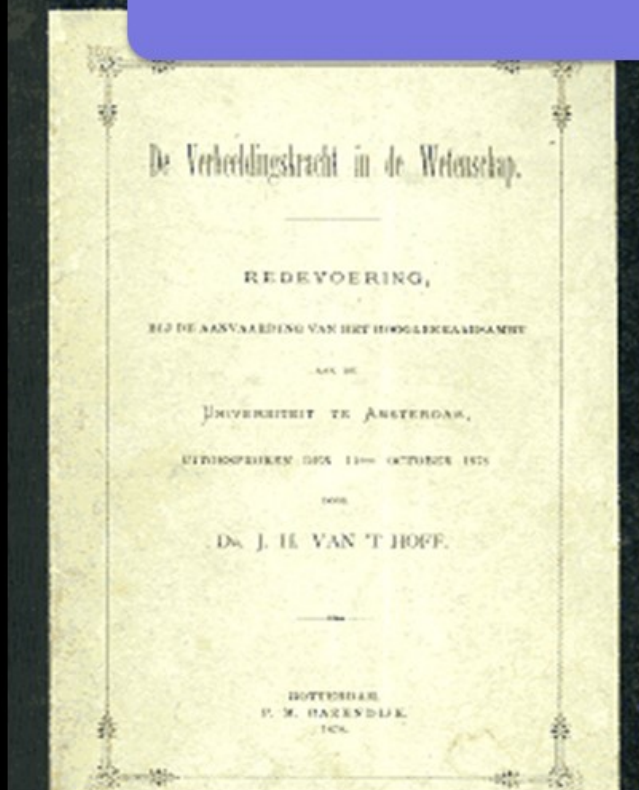 De Verbeeldingskracht in de Wetenschap.
REDEVOERING,
BIJ DE AANVAARDING VAN HET HOOGLEERAARSAMBT
AAN DE
UNIVERSITEIT TE AMSTERDAM,
UITGESPROKEN DEN 11den OCTOBER 1878
DOOR
DR. J. H. VAN 'T HOFF.
ROTTERDAM,
P. M. BAZENDIJK.
1878.